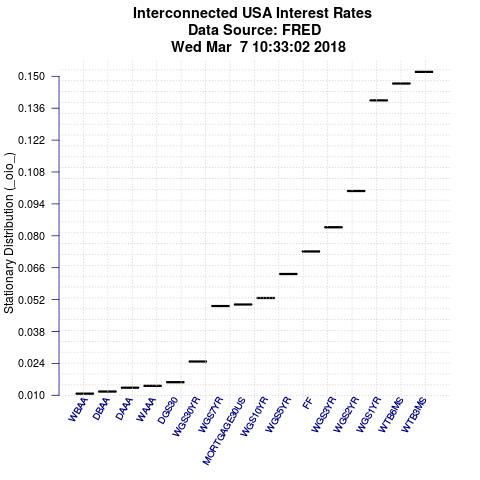 Interconnected USA Interest Rates
Data Source: FRED
Wed Mar 7 10:33:02 2018
Stationary Distribution (_oio_)
0.150
0.136
0.122
0.108
0.094
0.080
0.066
0.052
0.038
0.024
0.010
WBAA
DBAA
DAAA
WAAA
DGS30
WGS30YR
WGS7YR
MORTGAGE30US
WGS10YR
WGS5YR
FF
WGS3YR
WGS2YR
WGS1YR
WTB6MS
WTB3MS